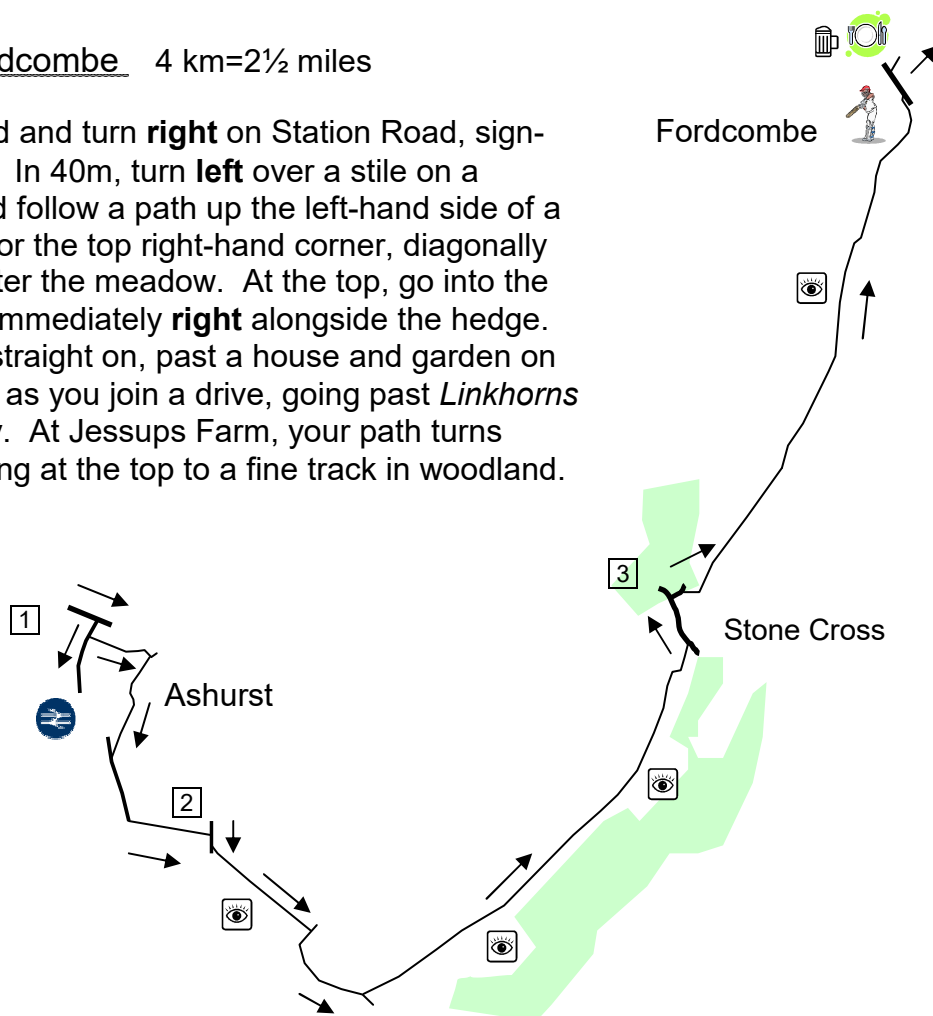 dcombe 4 km=2½ miles
d and turn right on Station Road, sign-
In 40m, turn left over a stile on a
d follow a path up the left-hand side of a
or the top right-hand corner, diagonally
ter the meadow. At the top, go into the
mmediately right alongside the hedge.
straight on, past a house and garden on
as you join a drive, going past Linkhorns
. At Jessups Farm, your path turns
ng at the top to a fine track in woodland.
Fordcombe
3
Stone Cross
1
Ashurst
2